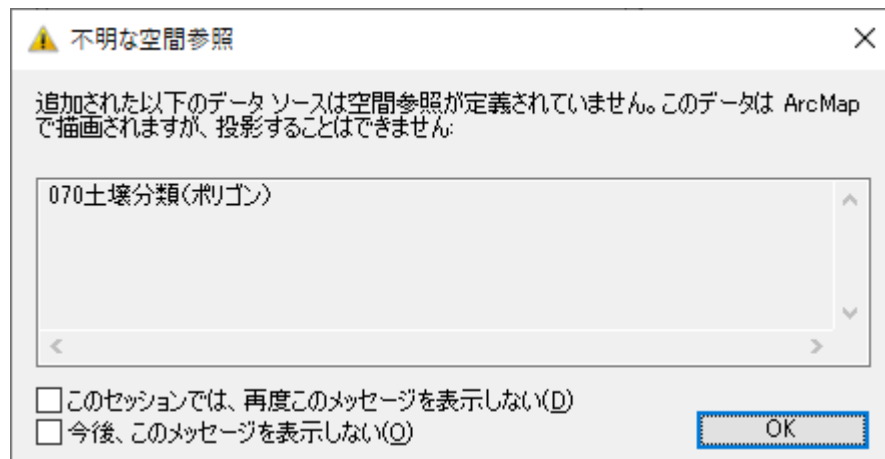 不明な空間参照
追加された以下のデータ ソースは空間参照が定義されていません。このデータは ArcMap
で描画されますが、投影することはできません:
070土壌分類(ポリゴン)
このセッションでは、再度このメッセージを表示しない(D)
今後、このメッセージを表示しない(O)
OK